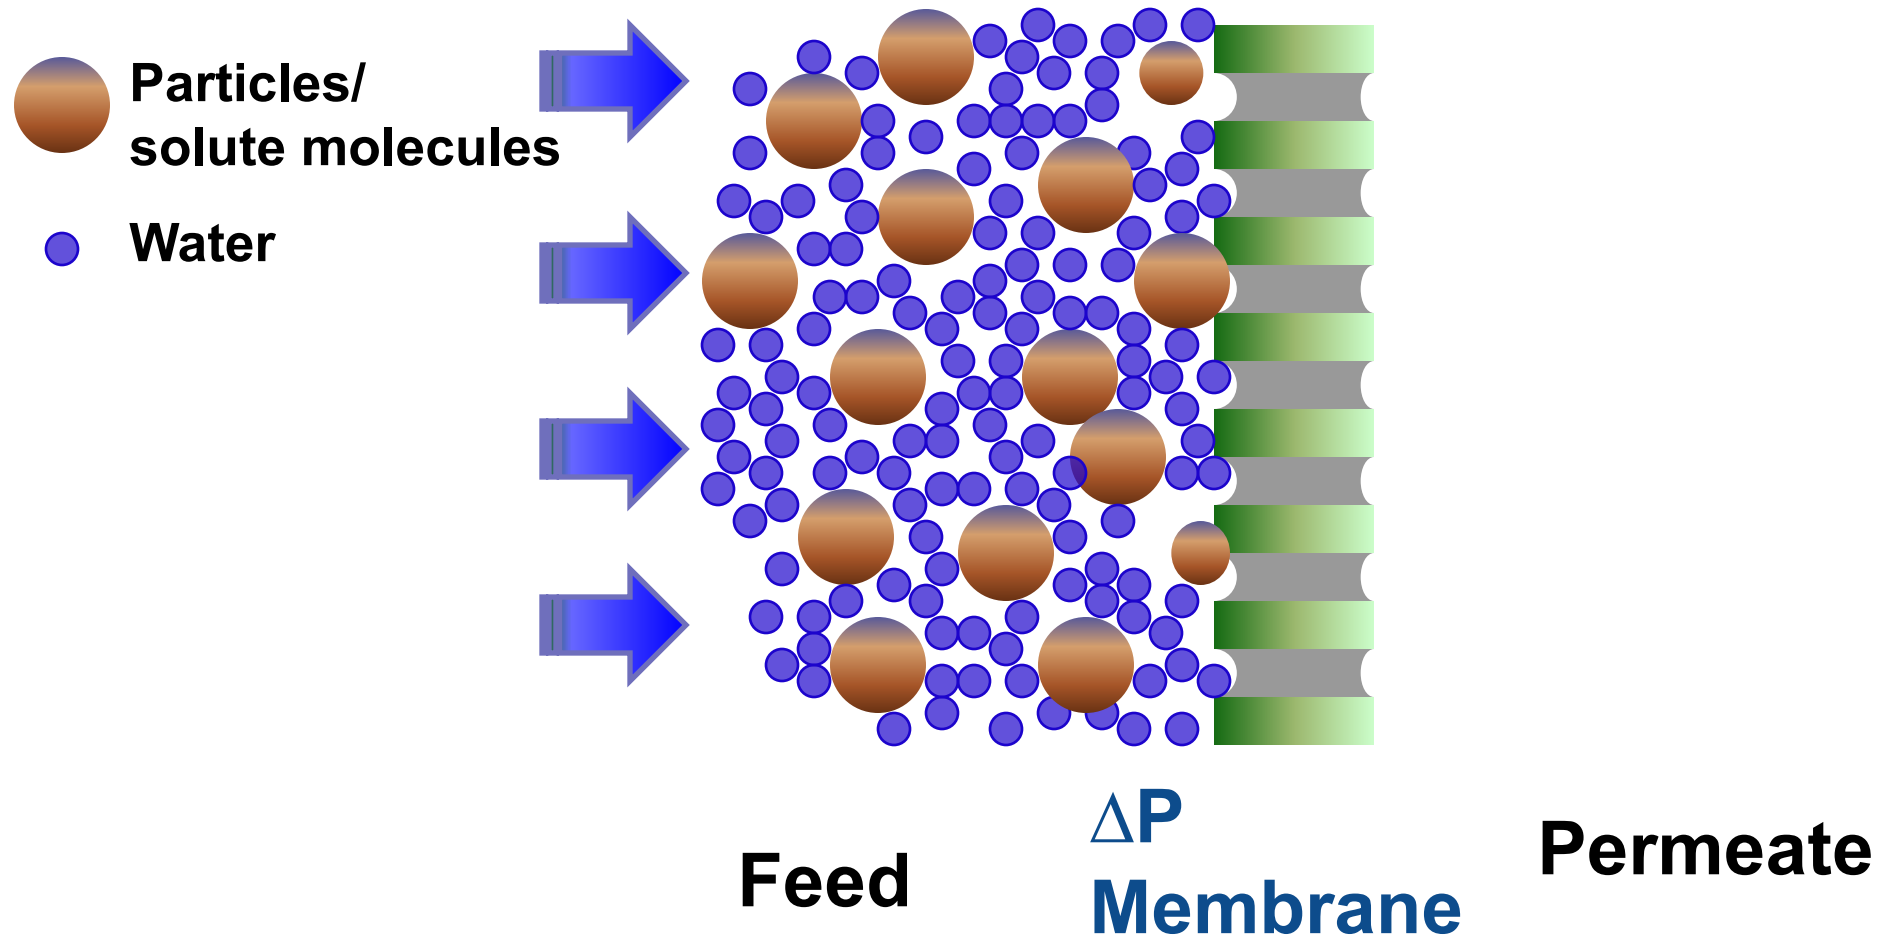 Particles/
solute molecules
Water
ΔP
Permeate
Feed
Membrane